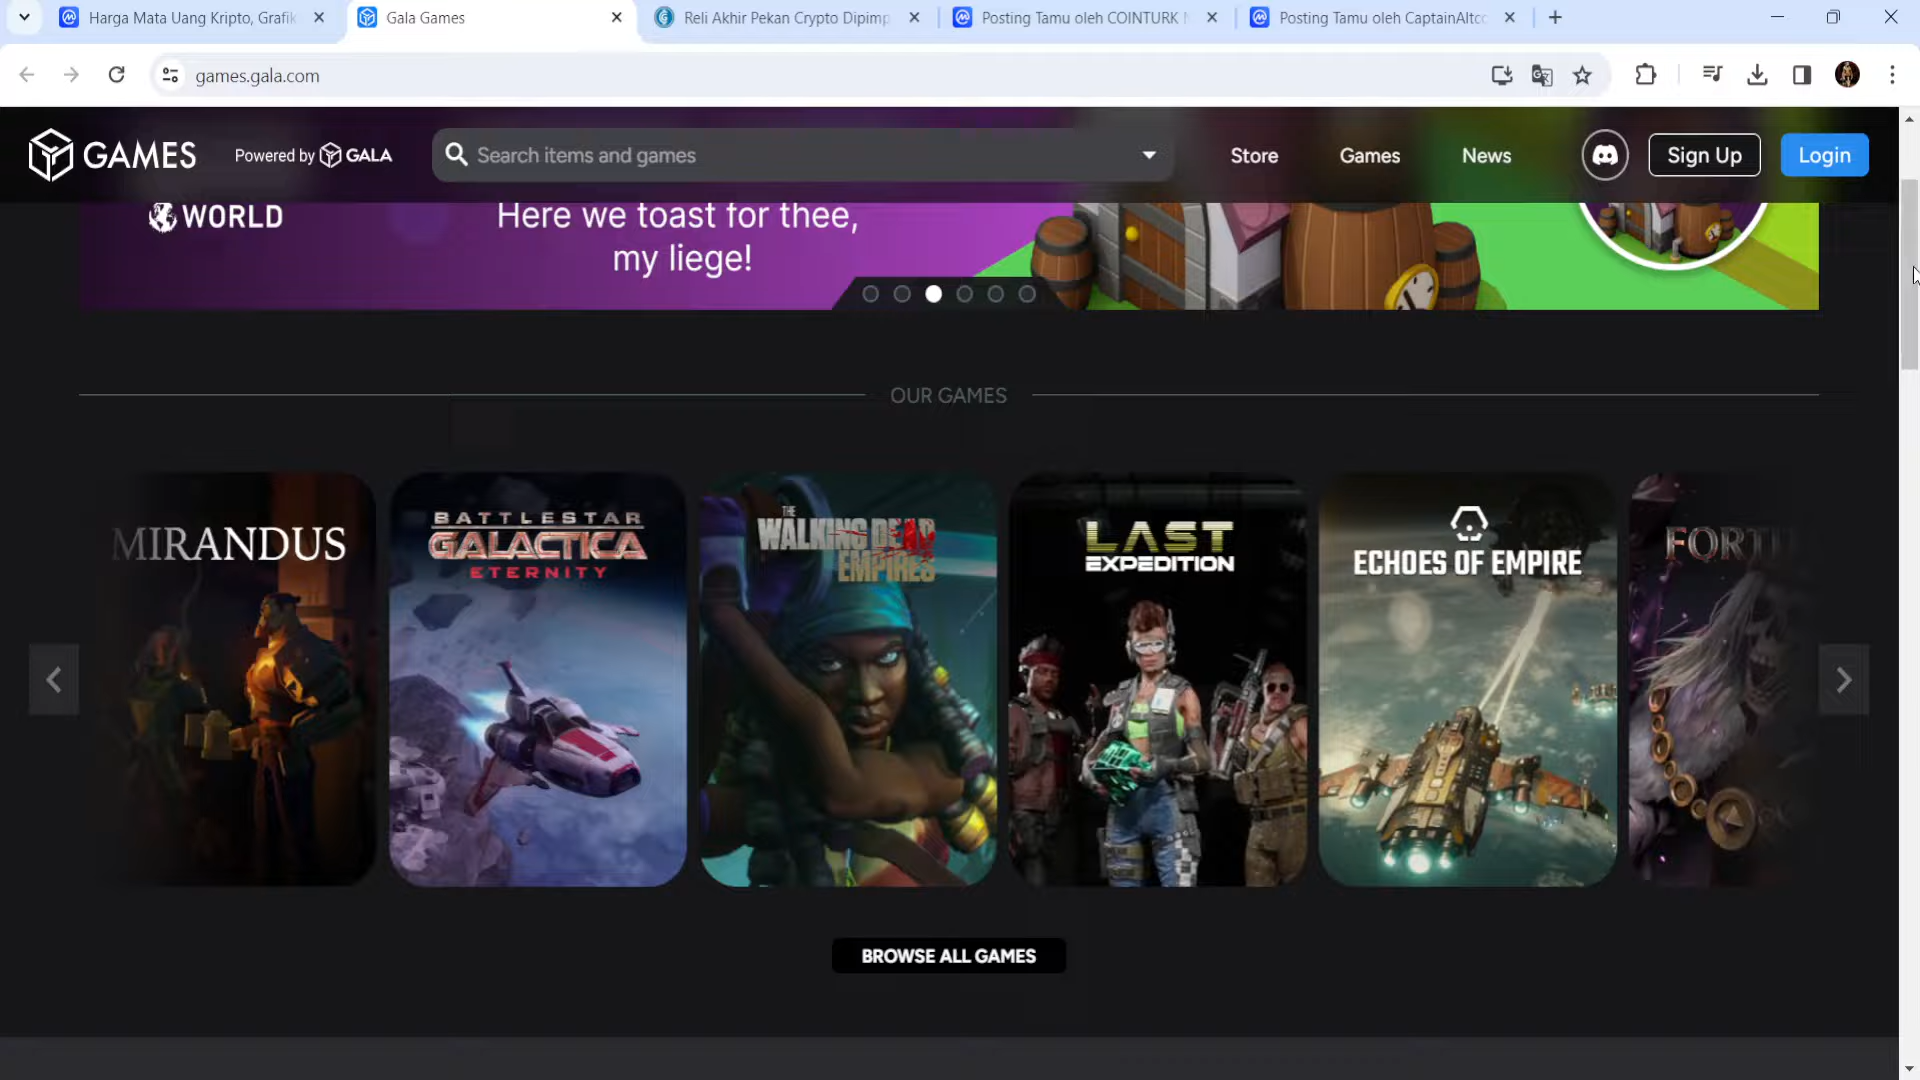 Harga Mata Uang Kripto, Grafik
Gala Games
Reli Akhir Pekan Crypto Dipimp
Posting Tamu oleh COINTURK
Posting Tamu oleh CaptainAltco
games.gala.com
GAMES
Powered by GALA
Search items and games
Store
Games
News
Sign Up
Login
WORLD
Here we toast for thee,
my liege!
OUR GAMES
MIRANDUS
BATTLESTAR
GALACTICA
ETERNITY
THE
WALKING DEAD
EMPIRES
LAST
EXPEDITION
ECHOES OF EMPIRE
FORT
BROWSE ALL GAMES